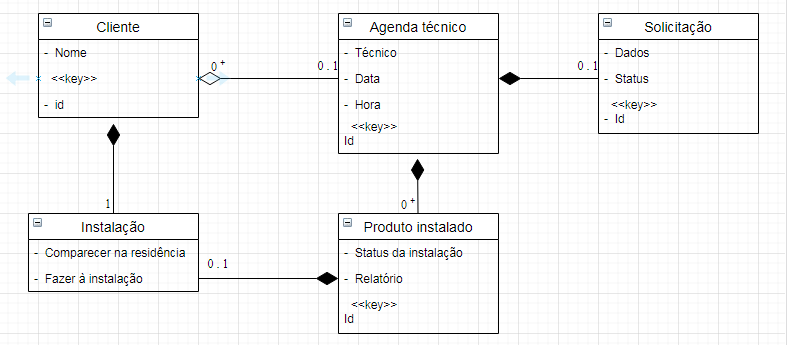 Cliente
- Nome
<<key>>
- id
0 +
0 . 1
Agenda técnico
- Técnico
- Data
- Hora
<<key>>
Id
0 . 1
Solicitação
- Dados
- Status
<<key>>
- Id
1
0 +
Instalação
- Comparecer na residência
- Fazer à instalação
0 . 1
Produto instalado
- Status da instalação
- Relatório
<<key>>
Id